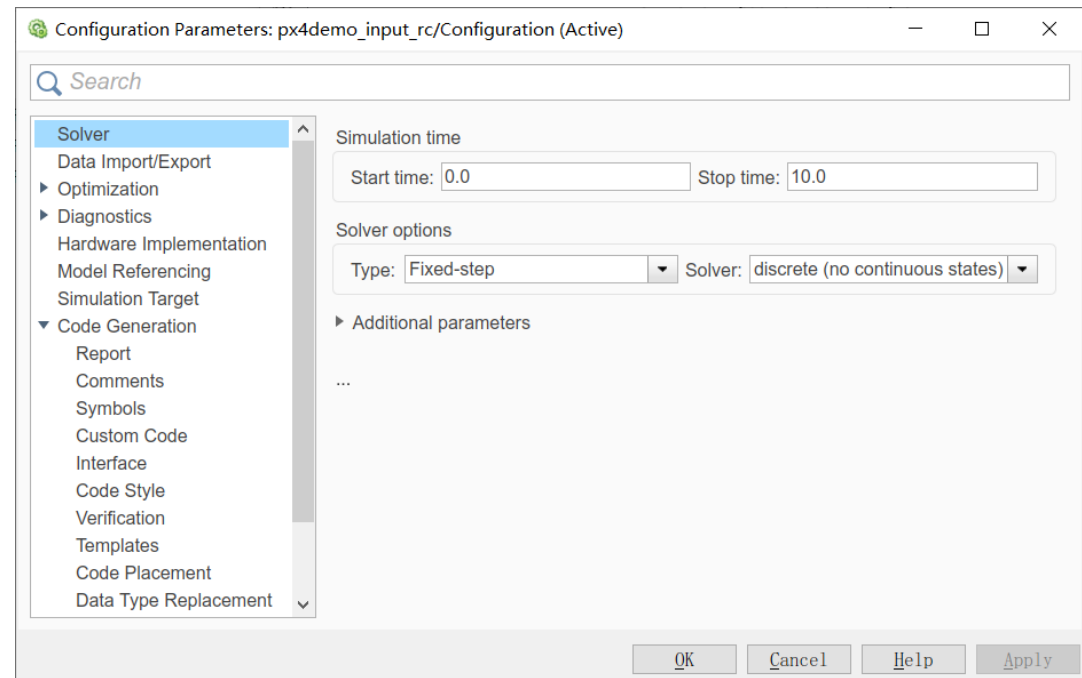 Configuration Parameters: px4demo_input_rc/Configuration (Active)
Search
Solver
Data Import/Export
Optimization
Diagnostics
Hardware Implementation
Model Referencing
Simulation Target
Code Generation
Report
Comments
Symbols
Custom Code
Interface
Code Style
Verification
Templates
Code Placement
Data Type Replacement
Simulation time
Start time: 0.0 Stop time: 10.0
Solver options
Type: Fixed-step Solver: discrete (no continuous states)
Additional parameters
...
OK Cancel Help Apply